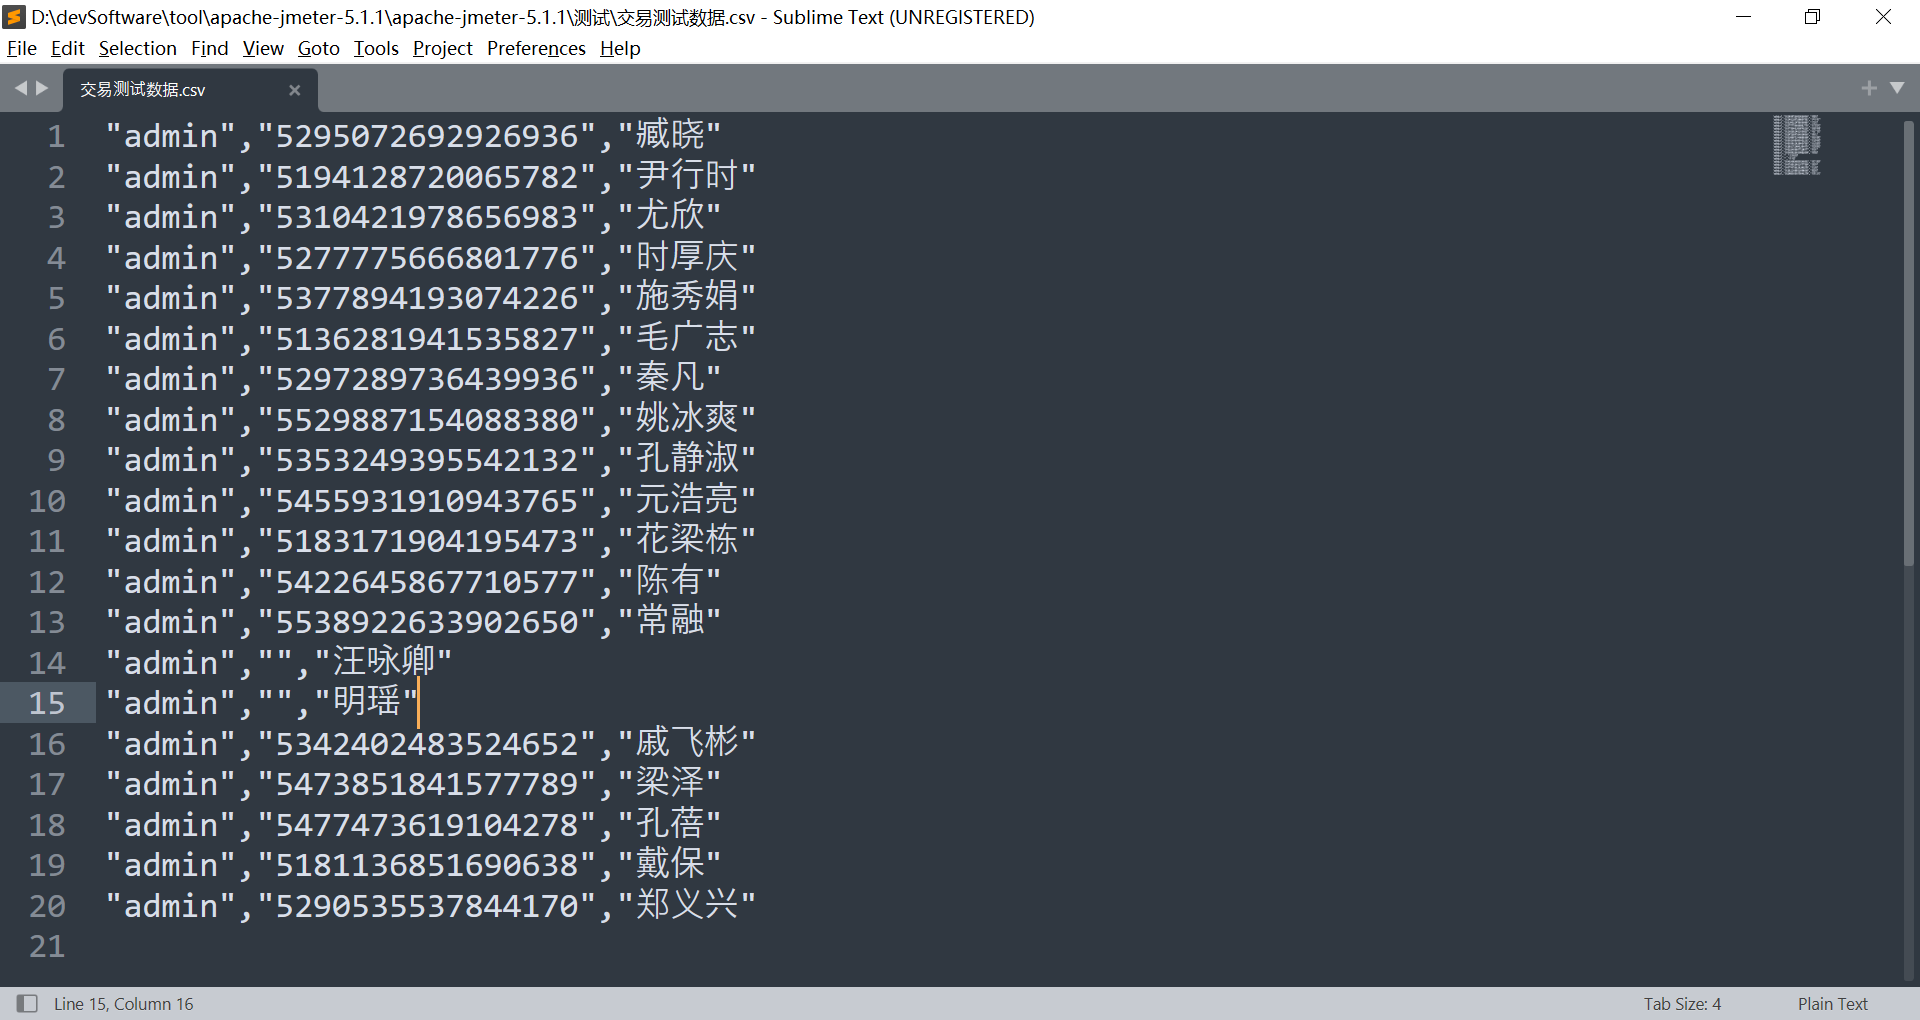 D:\devSoftware\tool\apache-jmeter-5.1.1\apache-jmeter-5.1.1\测试\交易测试数据.csv - Sublime Text (UNREGISTERED)
File Edit Selection Find View Goto Tools Project Preferences Help
交易测试数据.csv
1 "admin","5295072692926936","臧晓"
2 "admin","5194128720065782","尹行时"
3 "admin","5310421978656983","尤欣"
4 "admin","5277775666801776","时厚庆"
5 "admin","5377894193074226","施秀娟"
6 "admin","5136281941535827","毛广志"
7 "admin","5297289736439936","秦凡"
8 "admin","5529887154088380","姚冰爽"
9 "admin","5353249395542132","孔静淑"
10 "admin","5455931910943765","元浩亮"
11 "admin","5183171904195473","花梁栋"
12 "admin","5422645867710577","陈有"
13 "admin","5538922633902650","常融"
14 "admin","","汪咏卿"
15 "admin","","明瑶"
16 "admin","5342402483524652","戚飞彬"
17 "admin","5473851841577789","梁泽"
18 "admin","5477473619104278","孔蓓"
19 "admin","5181136851690638","戴保"
20 "admin","5290535537844170","郑义兴"
21
Line 15, Column 16 Tab Size: 4 Plain Text